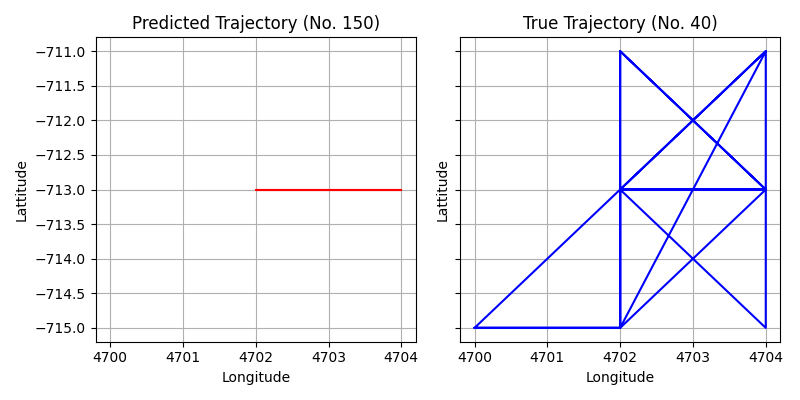 Predicted Trajectory (No. 150)
True Trajectory (No. 40)
−711.0
−711.5
−712.0
−712.5
−713.0
−713.5
−714.0
−714.5
−715.0
Lattitude
Lattitude
4700 4701 4702 4703 4704
4700 4701 4702 4703 4704
Longitude
Longitude